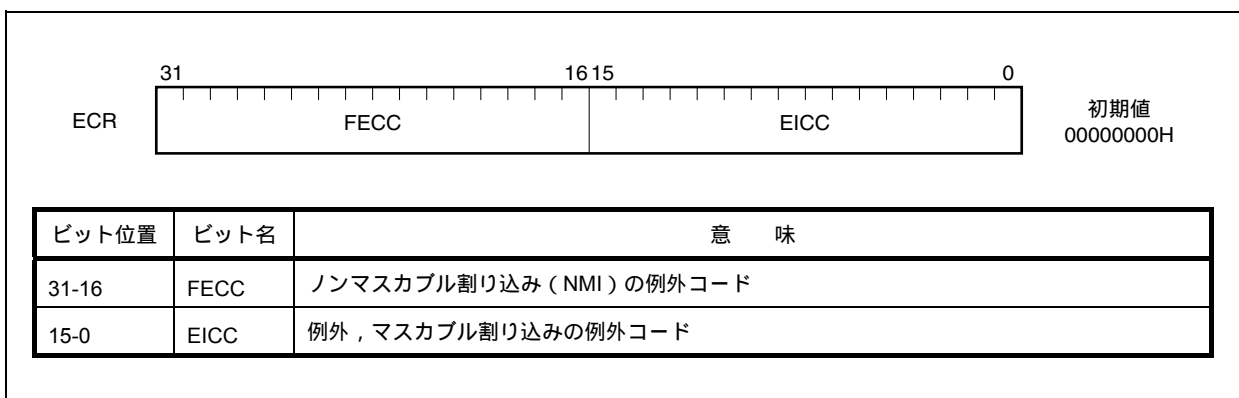 31 16 15 0
ECR FECC EICC 初期値
00000000H
ビット位置 ビット名 意 味
31-16 FECC ノンマスカブル割り込み（NMI）の例外コード
15-0 EICC 例外，マスカブル割り込みの例外コード